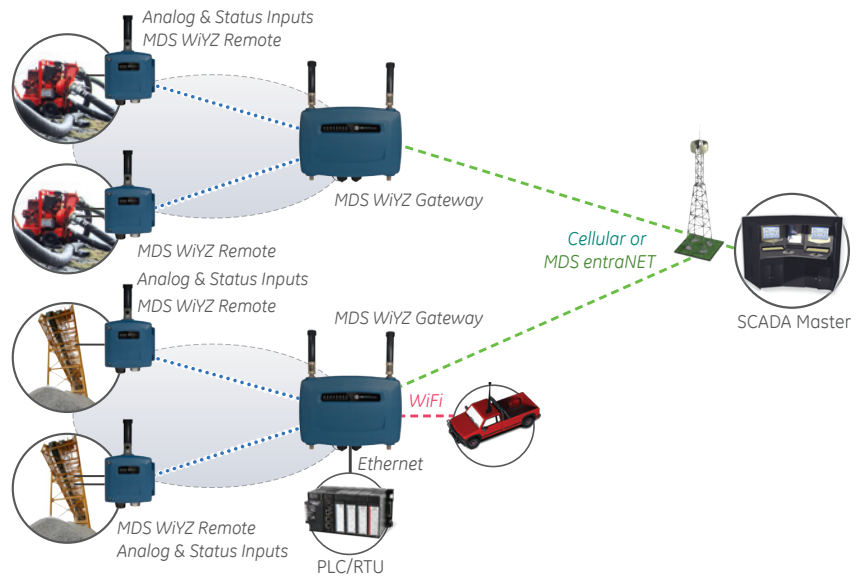 Analog & Status Inputs
MDS WiYZ Remote
MDS WiYZ Gateway
MDS WiYZ Remote
Cellular or
MDS entraNET
SCADA Master
Analog & Status Inputs
MDS WiYZ Remote
MDS WiYZ Gateway
WiFi
Ethernet
MDS WiYZ Remote
Analog & Status Inputs
PLC/RTU